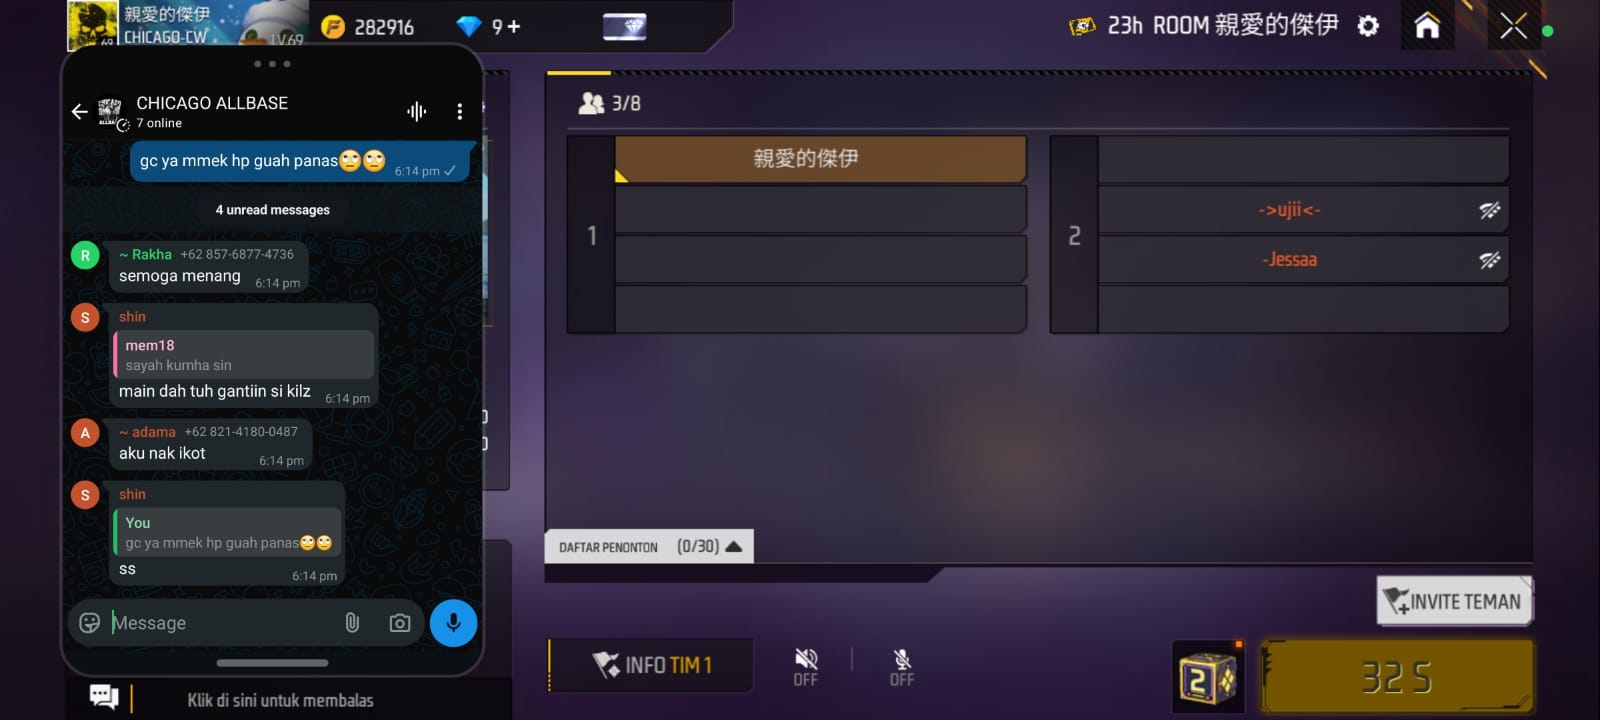 親愛的傑伊
CHICAGO-CW
69
LV.69
282916
9 +
23h ROOM 親愛的傑伊
CHICAGO ALLBASE
7 online
gc ya mmek hp guah panas🙄🙄
6:14 pm
4 unread messages
R
~ Rakha +62 857-6877-4736
semoga menang
6:14 pm
S
shin
mem18
sayah kumha sin
main dah tuh gantiin si kilz
6:14 pm
A
~ adama +62 821-4180-0487
aku nak ikot
6:14 pm
S
shin
You
gc ya mmek hp guah panas🙄🙄
ss
6:14 pm
Message
Klik di sini untuk membalas
3/8
1
親愛的傑伊
2
->ujii<-
-Jessaa
DAFTAR PENONTON (0/30)
INVITE TEMAN
INFO TIM 1
OFF
OFF
2
32 S